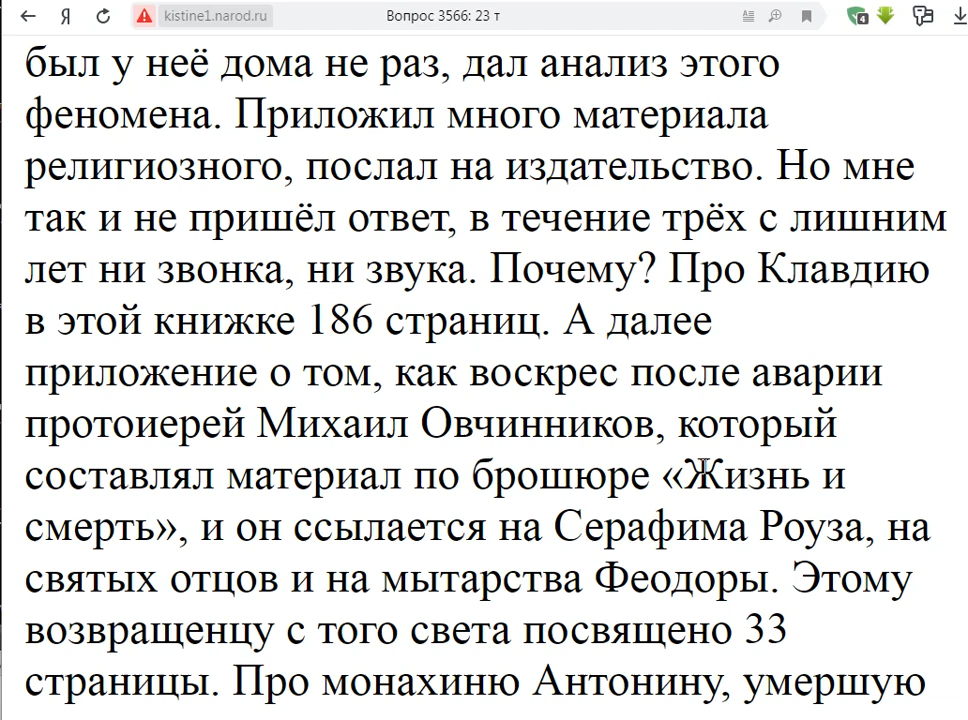 kistine1.narod.ru
Вопрос 3566: 23 т
4
был у неё дома не раз, дал анализ этого
феномена. Приложил много материала
религиозного, послал на издательство. Но мне
так и не пришёл ответ, в течение трёх с лишним
лет ни звонка, ни звука. Почему? Про Клавдию
в этой книжке 186 страниц. А далее
приложение о том, как воскрес после аварии
протоиерей Михаил Овчинников, который
составлял материал по брошюре «Жизнь и
смерть», и он ссылается на Серафима Роуза, на
святых отцов и на мытарства Феодоры. Этому
возвращенцу с того света посвящено 33
страницы. Про монахиню Антонину, умершую